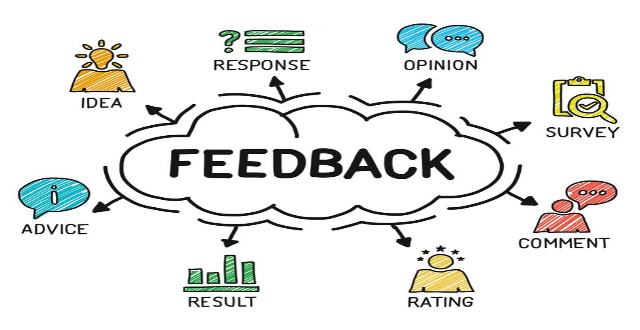 RESPONSE
OPINION
IDEA
SURVEY
FEEDBACK
ADVICE
COMMENT
RESULT
RATING